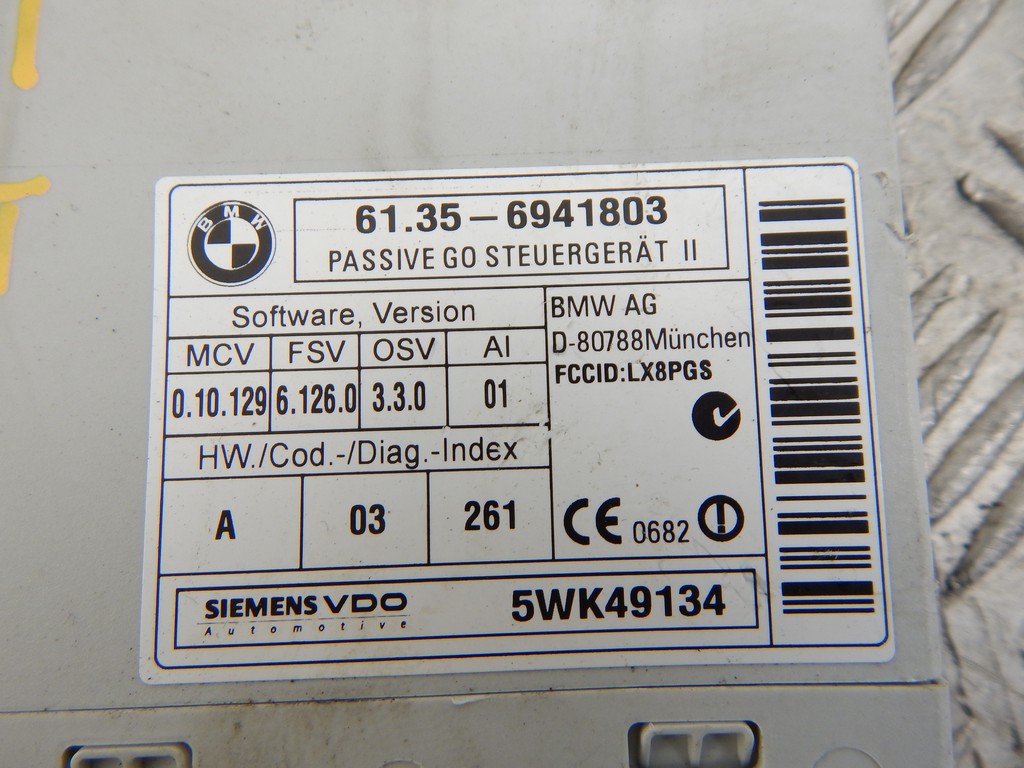 BMW
61.35 – 6941803
PASSIVE GO STEUERGERÄT II
Software, Version
MCV FSV OSV AI
0.10.129 6.126.0 3.3.0 01
HW./Cod.-/Diag.-Index
A 03 261
BMW AG
D-80788München
FCCID:LX8PGS
CE 0682
SIEMENS VDO
Automotive
5WK49134